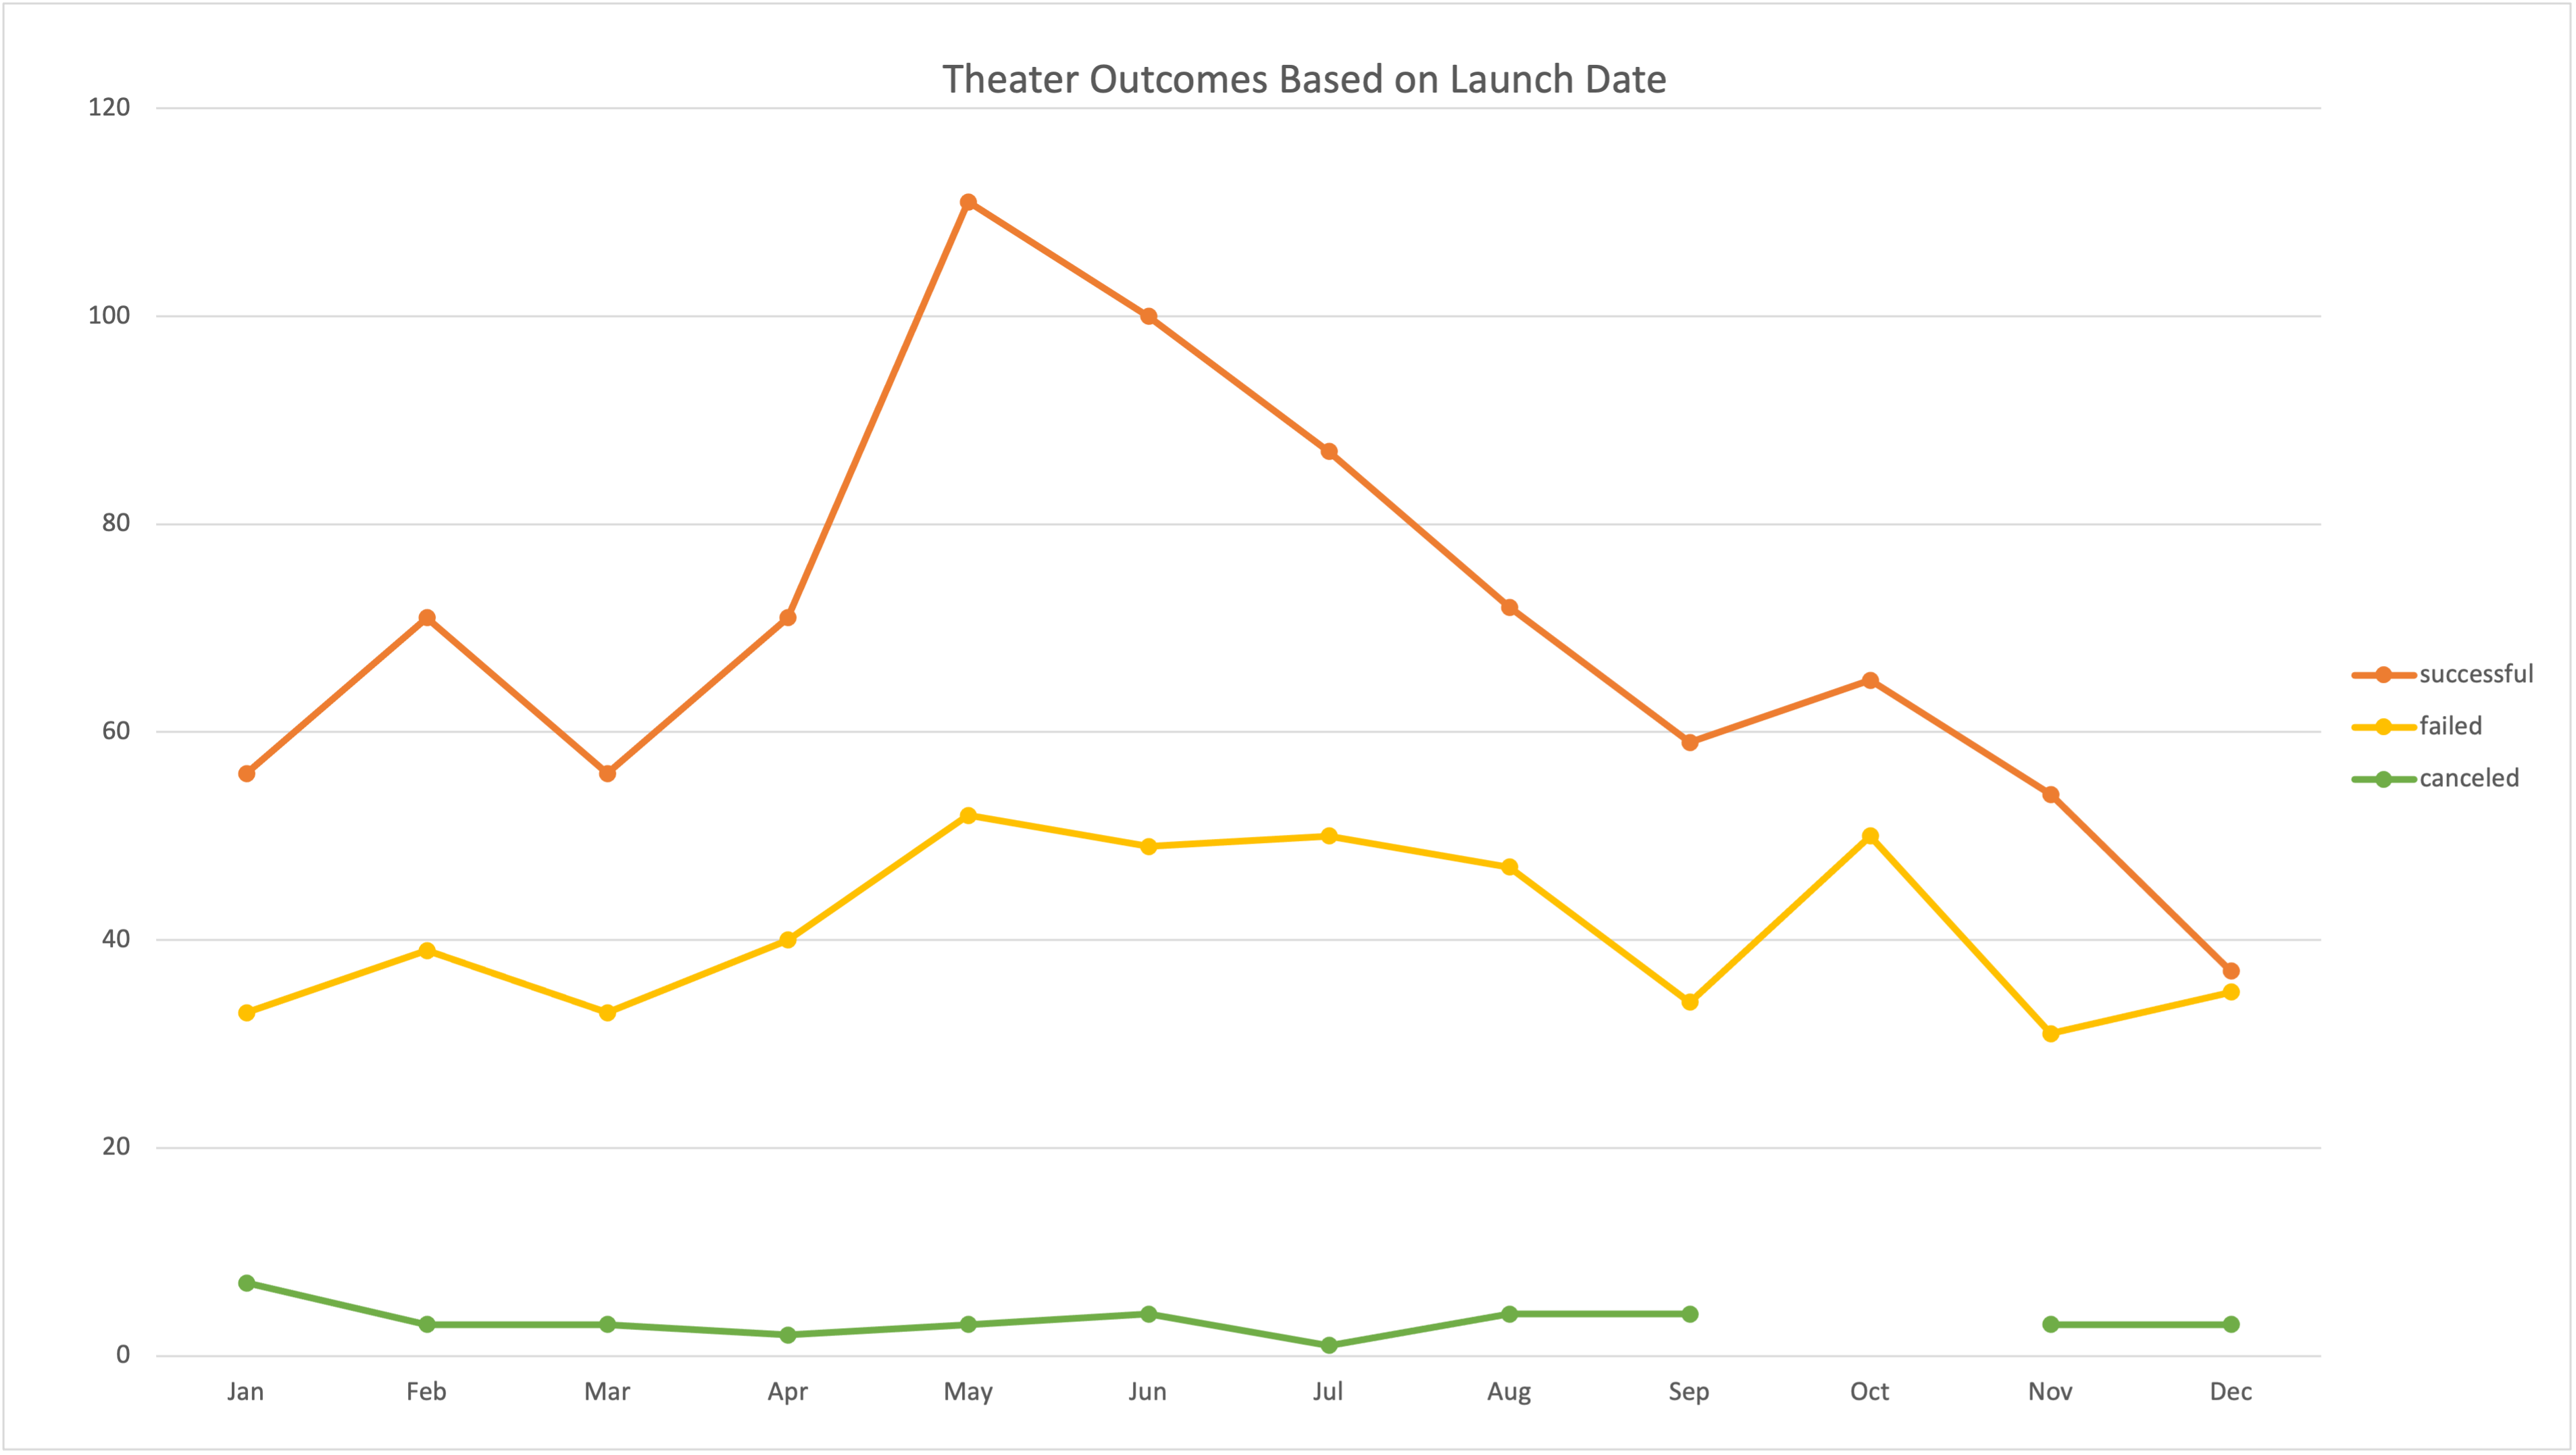 Theater Outcomes Based on Launch Date
120
100
80
60
40
20
0
Jan Feb Mar Apr May Jun Jul Aug Sep Oct Nov Dec
successful
failed
canceled